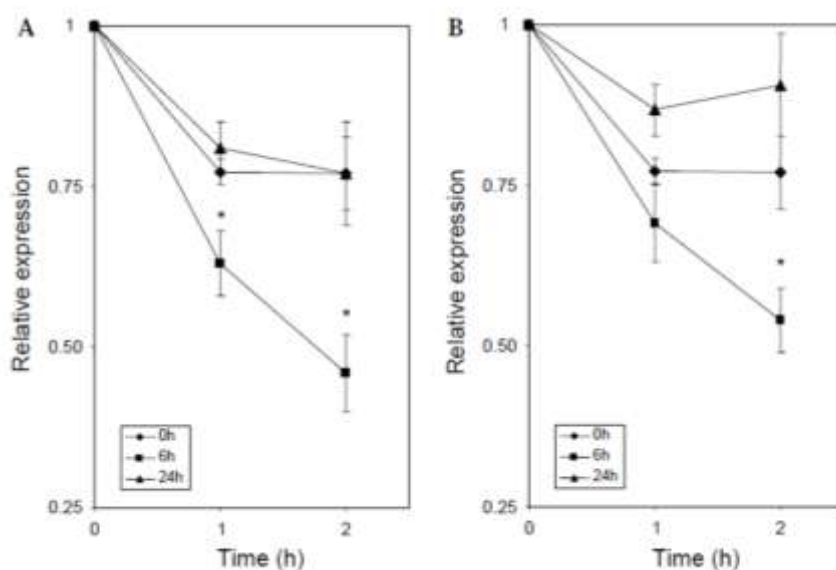 A
1
0.75
0.50
0.25
Relative expression
*
*
0h
6h
24h
0
1
2
Time (h)
B
1
0.75
0.50
0.25
Relative expression
*
0h
6h
24h
0
1
2
Time (h)